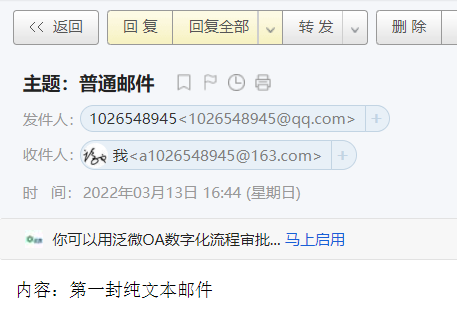 << 返回 回 复 回复全部 转 发 删 除
主题：普通邮件
发件人：1026548945<1026548945@qq.com> +
收件人：我<a1026548945@163.com> +
时 间：2022年03月13日 16:44 (星期日)
你可以用泛微OA数字化流程审批... 马上启用
内容：第一封纯文本邮件